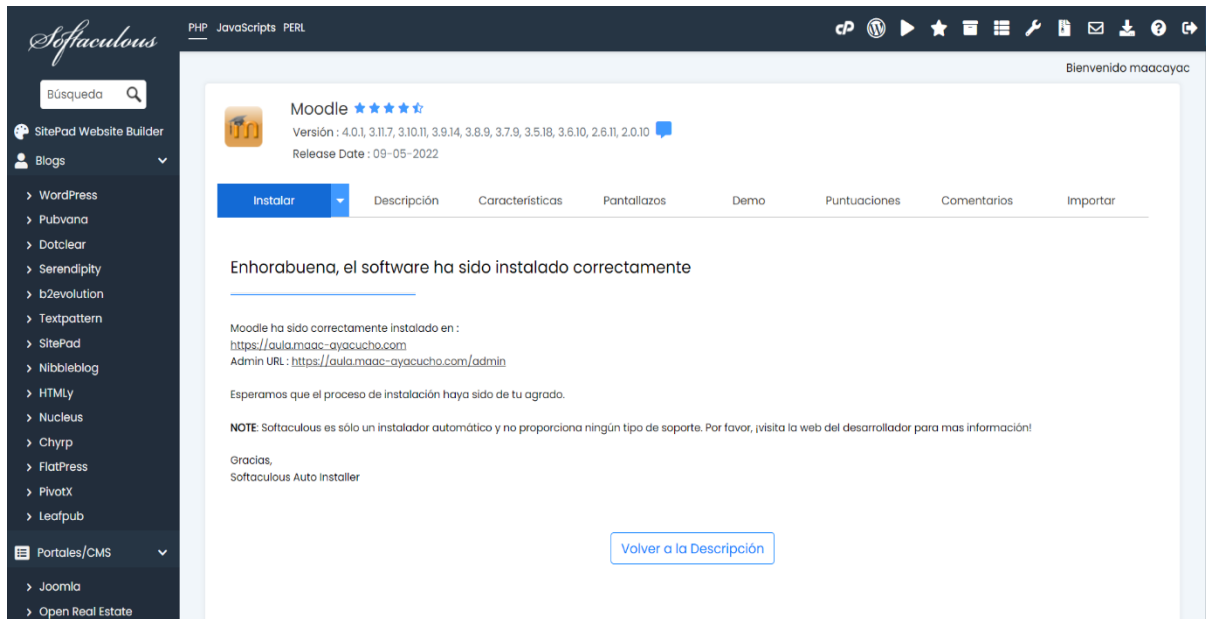 Softaculous
PHP JavaScripts PERL
Bienvenido maacayac
Búsqueda
SitePad Website Builder
Blogs
WordPress
Pubvana
Dotclear
Serendipity
b2evolution
Textpattern
SitePad
Nibbleblog
HTMLy
Nucleus
Chyrp
FlatPress
PivotX
Leafpub
Portales/CMS
Joomla
Open Real Estate
Moodle
Versión : 4.0.1, 3.11.7, 3.10.11, 3.9.14, 3.8.9, 3.7.9, 3.5.18, 3.6.10, 2.6.11, 2.0.10
Release Date : 09-05-2022
Instalar Descripción Características Pantallazos Demo Puntuaciones Comentarios Importar
Enhorabuena, el software ha sido instalado correctamente
Moodle ha sido correctamente instalado en :
https://aula.maac-ayacucho.com
Admin URL : https://aula.maac-ayacucho.com/admin
Esperamos que el proceso de instalación haya sido de tu agrado.
NOTE: Softaculous es sólo un instalador automático y no proporciona ningún tipo de soporte. Por favor, ¡visita la web del desarrollador para mas información!
Gracias,
Softaculous Auto Installer
Volver a la Descripción